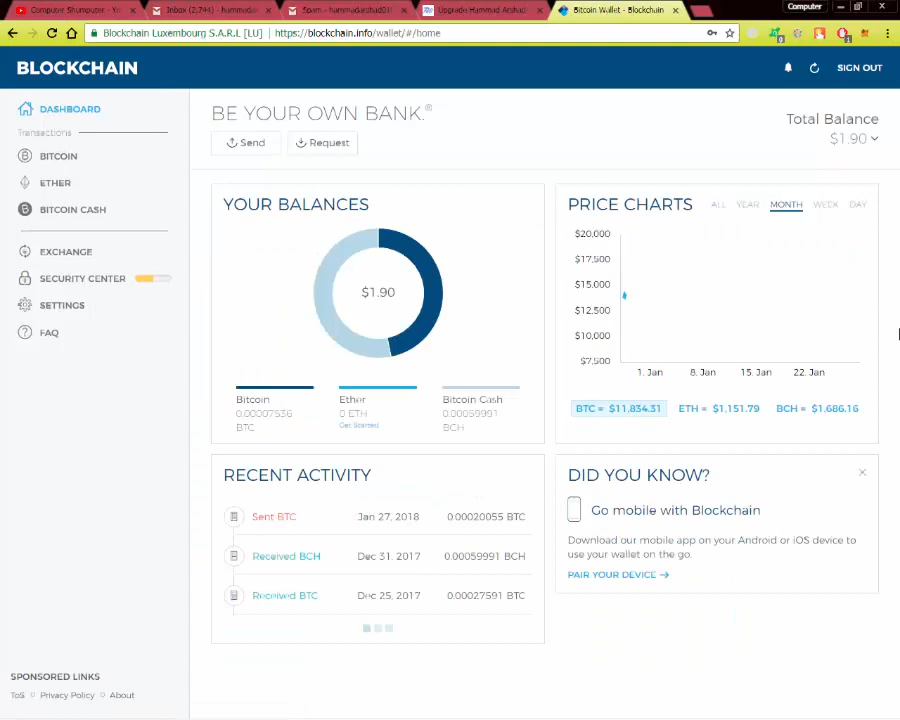 Computer Shumputer - Yo
Inbox (2,794) - hammada
Spam - hammadarshad01
Upgrade Hammad Arshad
Bitcoin Wallet - Blockchain
Computer
Blockchain Luxembourg S.A.R.L [LU]
https://blockchain.info/wallet/#/home
BLOCKCHAIN
SIGN OUT
DASHBOARD
Transactions
BITCOIN
ETHER
BITCOIN CASH
EXCHANGE
SECURITY CENTER
SETTINGS
FAQ
BE YOUR OWN BANK.®
Send
Request
Total Balance
$1.90
YOUR BALANCES
$1.90
Bitcoin
0.00007536
BTC
Ether
0 ETH
Get Started
Bitcoin Cash
0.00059991
BCH
PRICE CHARTS
ALL YEAR MONTH WEEK DAY
$20,000
$17,500
$15,000
$12,500
$10,000
$7,500
1. Jan 8. Jan 15. Jan 22. Jan
BTC = $11,834.31 ETH = $1,151.79 BCH = $1,686.16
RECENT ACTIVITY
Sent BTC Jan 27, 2018 0.00020055 BTC
Received BCH Dec 31, 2017 0.00059991 BCH
Received BTC Dec 25, 2017 0.00027591 BTC
DID YOU KNOW?
Go mobile with Blockchain
Download our mobile app on your Android or iOS device to
use your wallet on the go.
PAIR YOUR DEVICE
SPONSORED LINKS
ToS Privacy Policy About